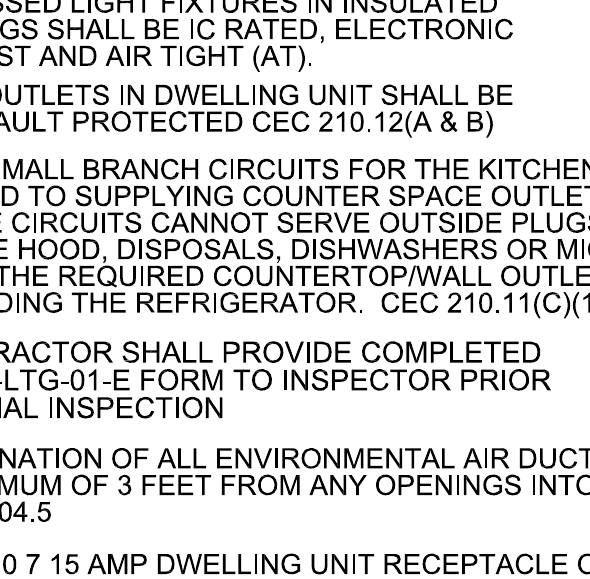 SSED LIGHT FIXTURES IN INSULATED
GS SHALL BE IC RATED, ELECTRONIC
ST AND AIR TIGHT (AT).
OUTLETS IN DWELLING UNIT SHALL BE
AULT PROTECTED CEC 210.12(A & B)
MALL BRANCH CIRCUITS FOR THE KITCHEN
D TO SUPPLYING COUNTER SPACE OUTLET
E CIRCUITS CANNOT SERVE OUTSIDE PLUGS
E HOOD, DISPOSALS, DISHWASHERS OR MI
THE REQUIRED COUNTERTOP/WALL OUTLE
DING THE REFRIGERATOR. CEC 210.11(C)(1
RACTOR SHALL PROVIDE COMPLETED
-LTG-01-E FORM TO INSPECTOR PRIOR
AL INSPECTION
NATION OF ALL ENVIRONMENTAL AIR DUCT
MUM OF 3 FEET FROM ANY OPENINGS INTO
04.5
0 7 15 AMP DWELLING UNIT RECEPTACLE O